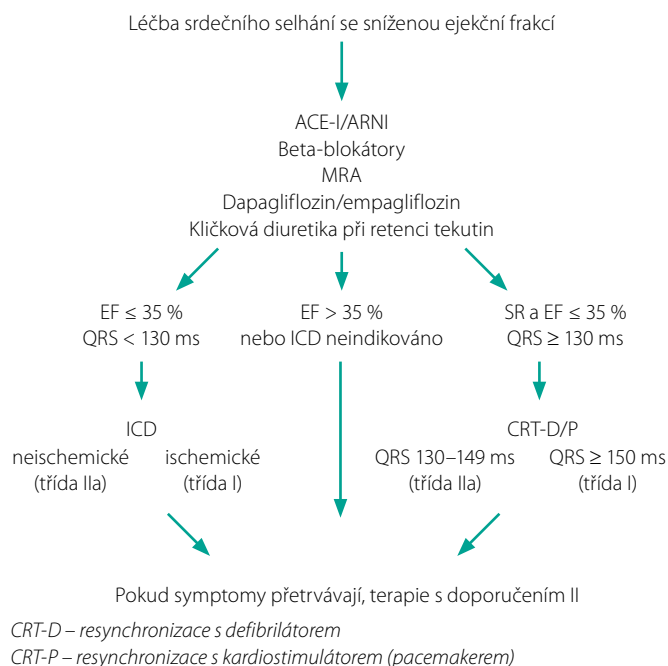 Léčba srdečního selhání se sníženou ejekční frakcí
ACE-I/ARNI
Beta-blokátory
MRA
Dapagliflozin/empagliflozin
Kličková diuretika při retenci tekutin
EF ≤ 35 %
QRS < 130 ms
EF > 35 %
nebo ICD neindikováno
SR a EF ≤ 35 %
QRS ≥ 130 ms
ICD
neischemické
(třída IIa)
ischemické
(třída I)
CRT-D/P
QRS 130–149 ms
(třída IIa)
QRS ≥ 150 ms
(třída I)
Pokud symptomy přetrvávají, terapie s doporučením II
CRT-D – resynchronizace s defibrilátorem
CRT-P – resynchronizace s kardiostimulátorem (pacemakerem)